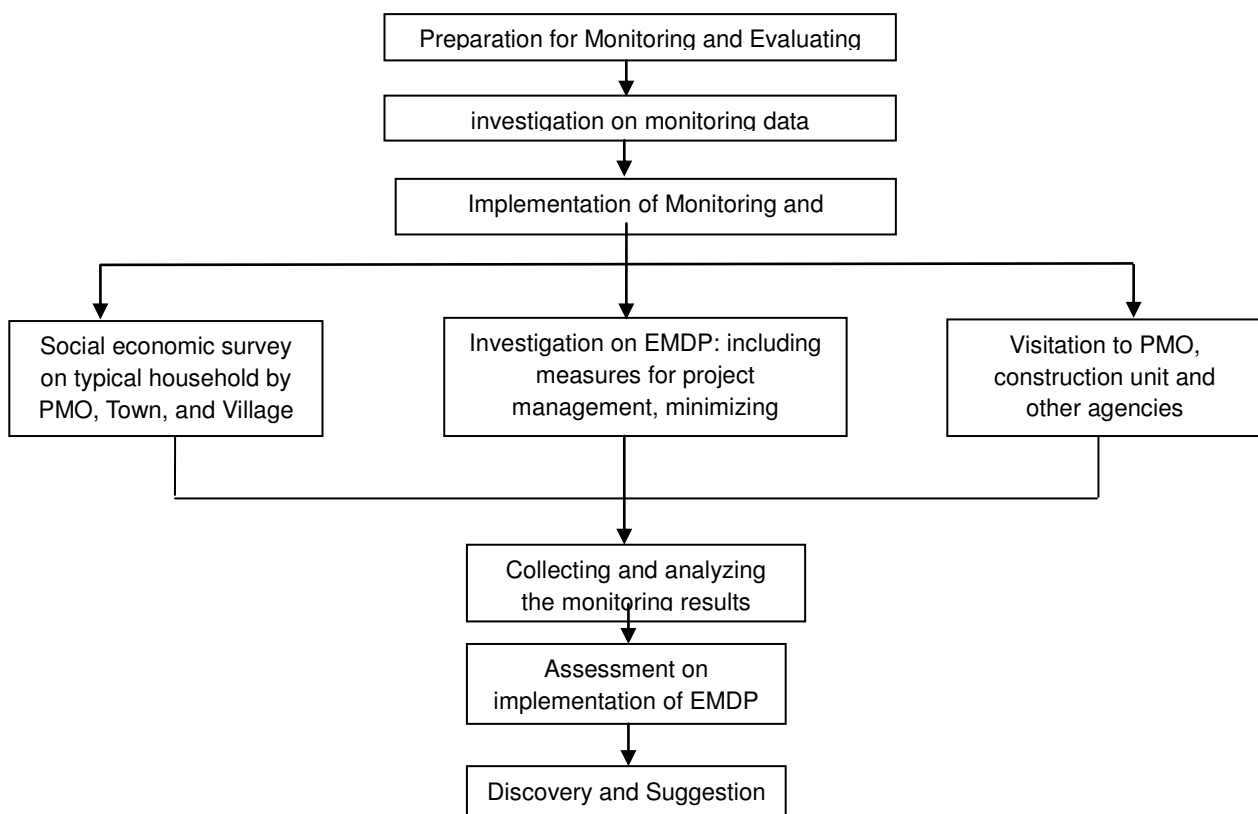 Preparation for Monitoring and Evaluating
investigation on monitoring data
Implementation of Monitoring and
Social economic survey
on typical household by
PMO, Town, and Village
Investigation on EMDP: including
measures for project
management, minimizing
Visitation to PMO,
construction unit and
other agencies
Collecting and analyzing
the monitoring results
Assessment on
implementation of EMDP
Discovery and Suggestion